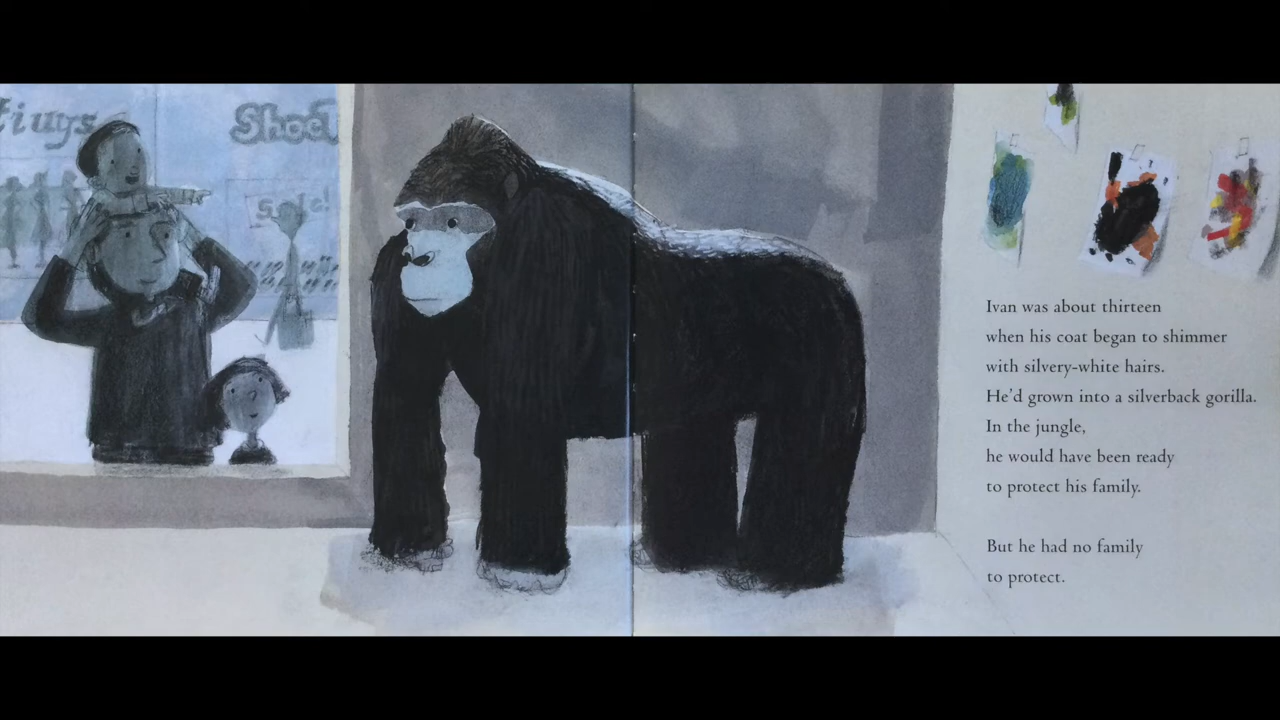 Shoe
Sale!
Ivan was about thirteen
when his coat began to shimmer
with silvery-white hairs.
He'd grown into a silverback gorilla.
In the jungle,
he would have been ready
to protect his family.
But he had no family
to protect.